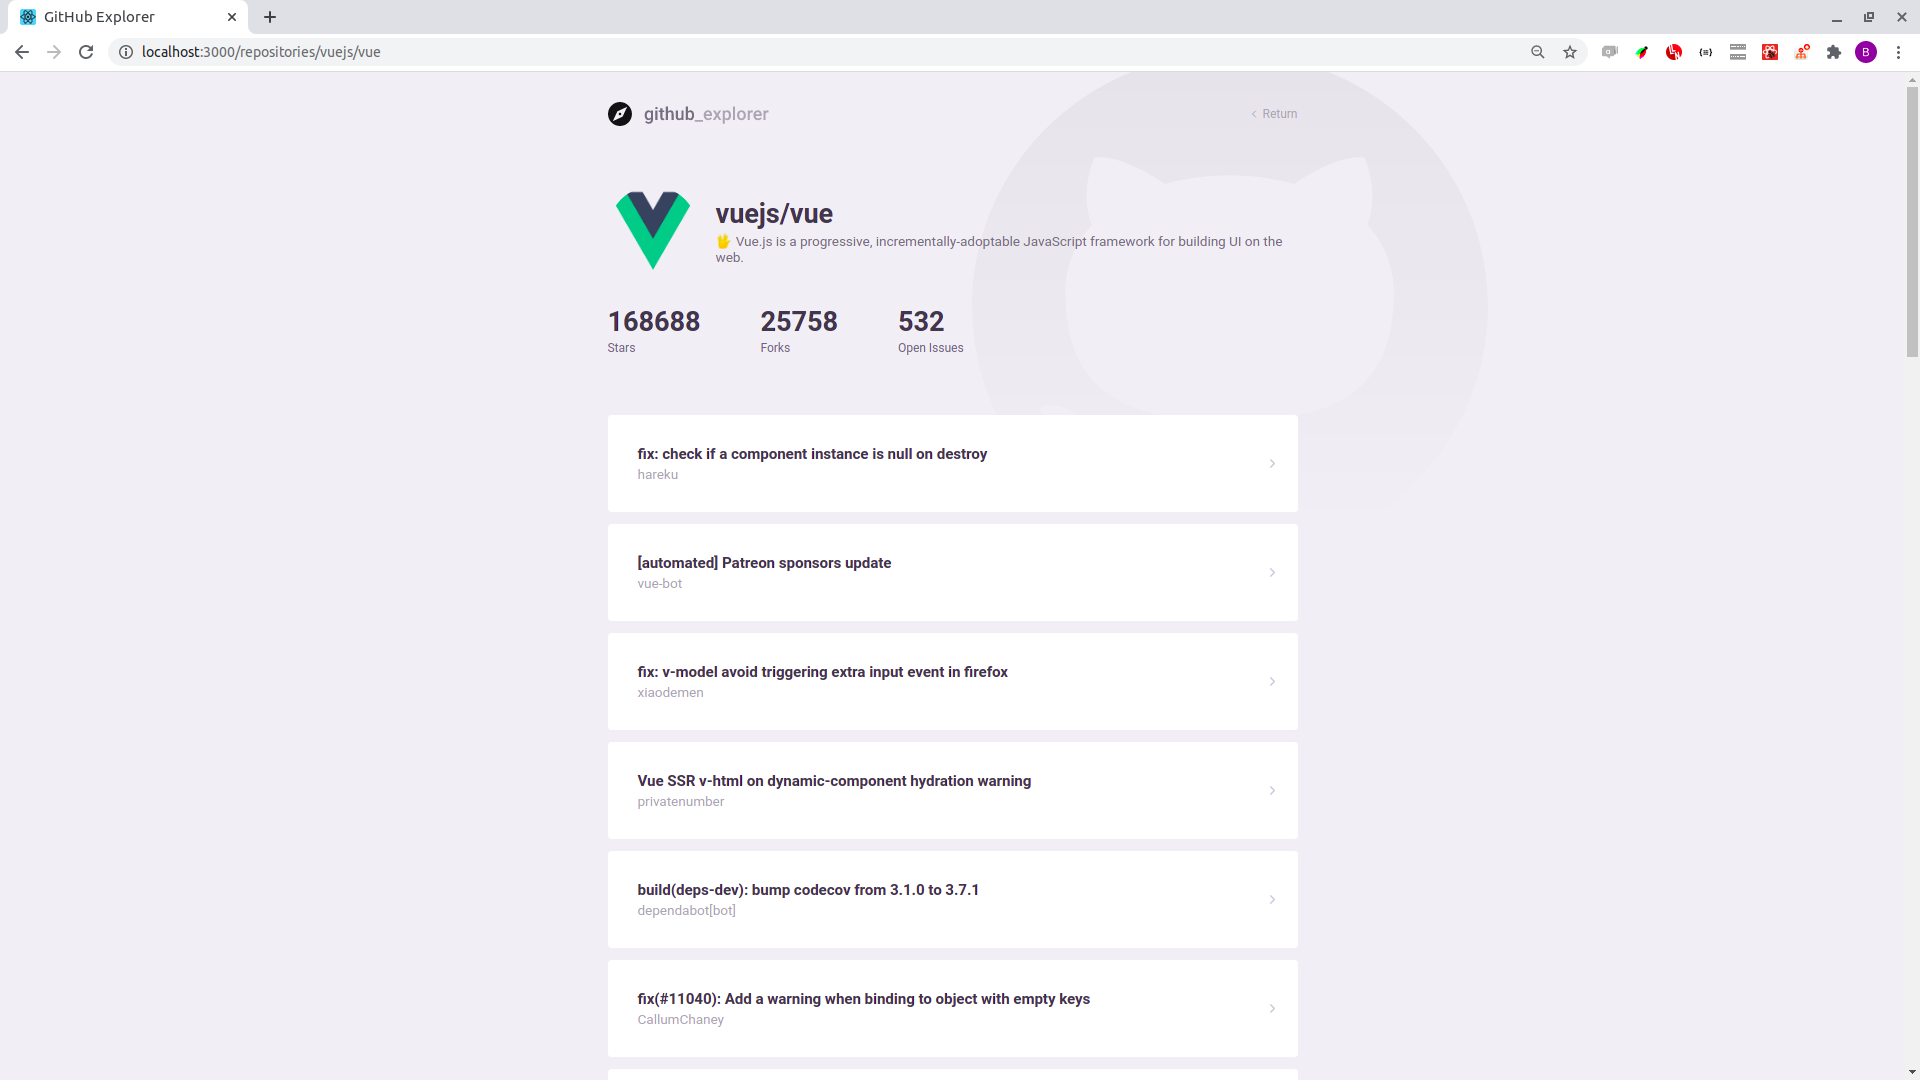 GitHub Explorer
localhost:3000/repositories/vuejs/vue
B
github_explorer
Return
vuejs/vue
🖖 Vue.js is a progressive, incrementally-adoptable JavaScript framework for building UI on the
web.
168688 25758 532
Stars Forks Open Issues
fix: check if a component instance is null on destroy
hareku
[automated] Patreon sponsors update
vue-bot
fix: v-model avoid triggering extra input event in firefox
xiaodemen
Vue SSR v-html on dynamic-component hydration warning
privatenumber
build(deps-dev): bump codecov from 3.1.0 to 3.7.1
dependabot[bot]
fix(#11040): Add a warning when binding to object with empty keys
CallumChaney